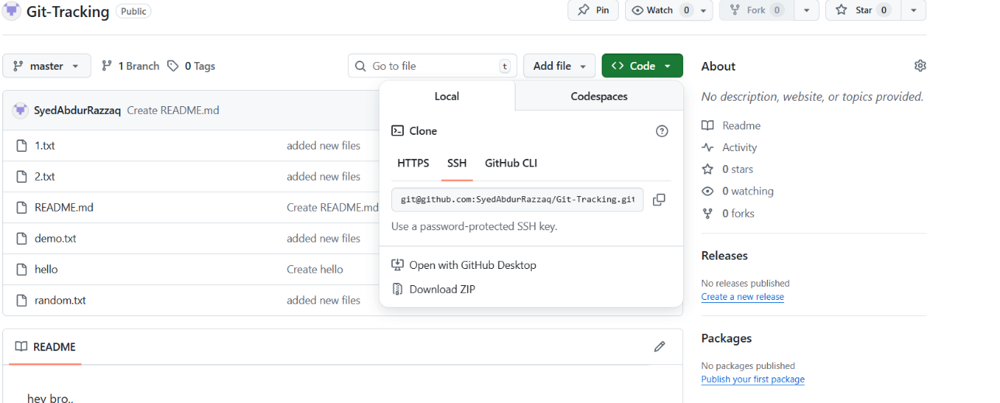 Git-Tracking Public
Pin Watch 0 Fork 0 Star 0
master 1 Branch 0 Tags
Go to file t Add file Code
SyedAbdurRazzaq Create README.md
1.txt added new files
2.txt added new files
README.md Create README.md
demo.txt added new files
hello Create hello
random.txt added new files
Local Codespaces
Clone
HTTPS SSH GitHub CLI
git@github.com:SyedAbdurRazzaq/Git-Tracking.git
Use a password-protected SSH key.
Open with GitHub Desktop
Download ZIP
README
hey bro..
About
No description, website, or topics provided.
Readme
Activity
0 stars
0 watching
0 forks
Releases
No releases published
Create a new release
Packages
No packages published
Publish your first package